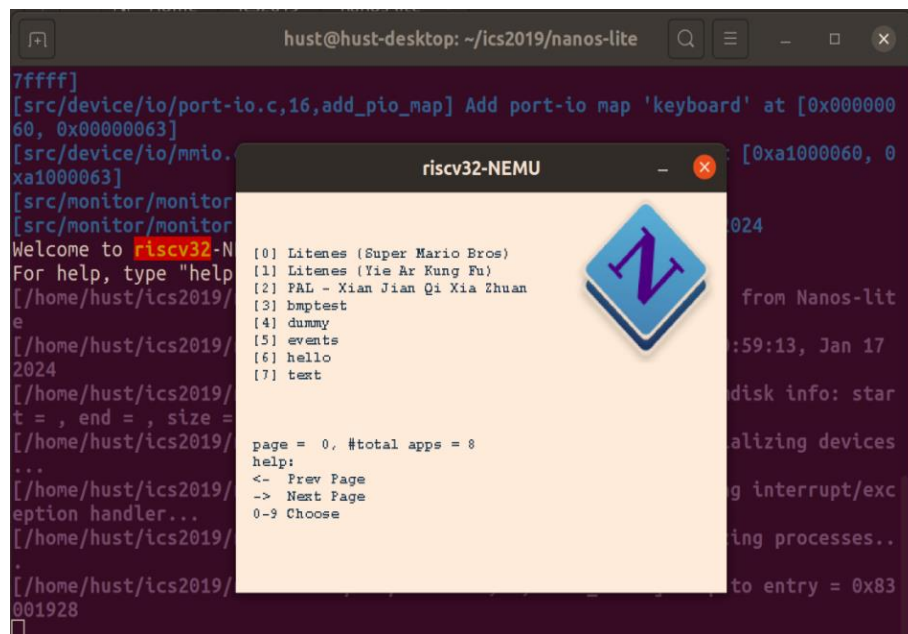 hust@hust-desktop: ~/ics2019/nanos-lite
7ffff]
[src/device/io/port-io.c,16,add_pio_map] Add port-io map 'keyboard' at [0x000000
60, 0x00000063]
[src/device/io/mmio. [0xa1000060, 0
xa1000063]
[src/monitor/monitor
[src/monitor/monitor 2024
Welcome to riscv32-N
For help, type "help
[/home/hust/ics2019/ from Nanos-lit
e
[/home/hust/ics2019/ :59:13, Jan 17
2024
[/home/hust/ics2019/ disk info: star
t = , end = , size =
[/home/hust/ics2019/ alizing devices
...
[/home/hust/ics2019/ g interrupt/exc
eption handler...
[/home/hust/ics2019/ ing processes..
.
[/home/hust/ics2019/ to entry = 0x83
001928
riscv32-NEMU
[0] Litenes (Super Mario Bros)
[1] Litenes (Yie Ar Kung Fu)
[2] PAL - Xian Jian Qi Xia Zhuan
[3] bmptest
[4] dummy
[5] events
[6] hello
[7] text
page = 0, #total apps = 8
help:
<- Prev Page
-> Next Page
0-9 Choose
N